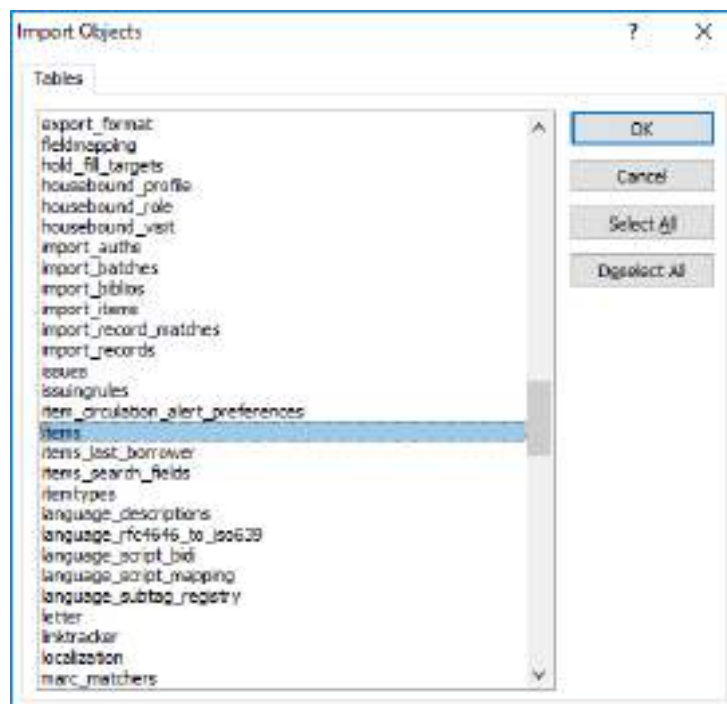 Import Objects
Tables
export_format
fieldmapping
hold_fill_targets
housebound_profile
housebound_role
housebound_visit
import_auths
import_batches
import_biblios
import_items
import_record_matches
import_records
issues
issuingrules
item_circulation_alert_preferences
items
items_last_borrower
items_search_fields
itemtypes
language_descriptions
language_rfc4646_to_iso639
language_script_bidi
language_script_mapping
language_subtag_registry
letter
linktracker
localization
marc_matchers
OK
Cancel
Select All
Deselect All